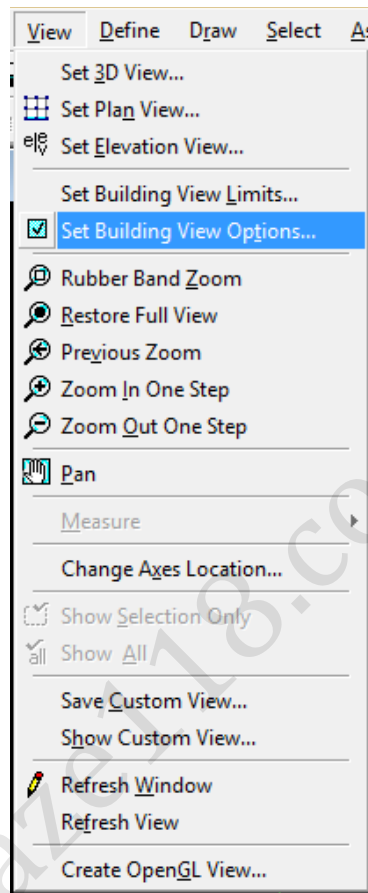 View Define Draw Select
Set 3D View...
Set Plan View...
elev Set Elevation View...
Set Building View Limits...
Set Building View Options...
Rubber Band Zoom
Restore Full View
Previous Zoom
Zoom In One Step
Zoom Out One Step
Pan
Measure
Change Axes Location...
Show Selection Only
all Show All
Save Custom View...
Show Custom View...
Refresh Window
Refresh View
Create OpenGL View...